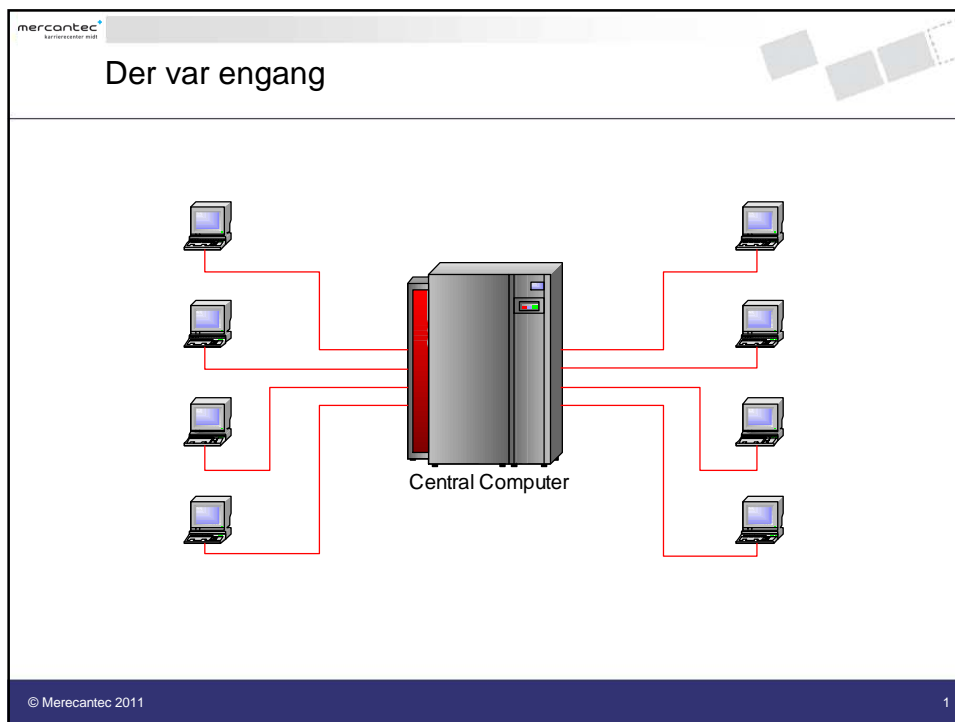 mercantec
karrierecenter midt
Der var engang
Central Computer
© Merecantec 2011
1